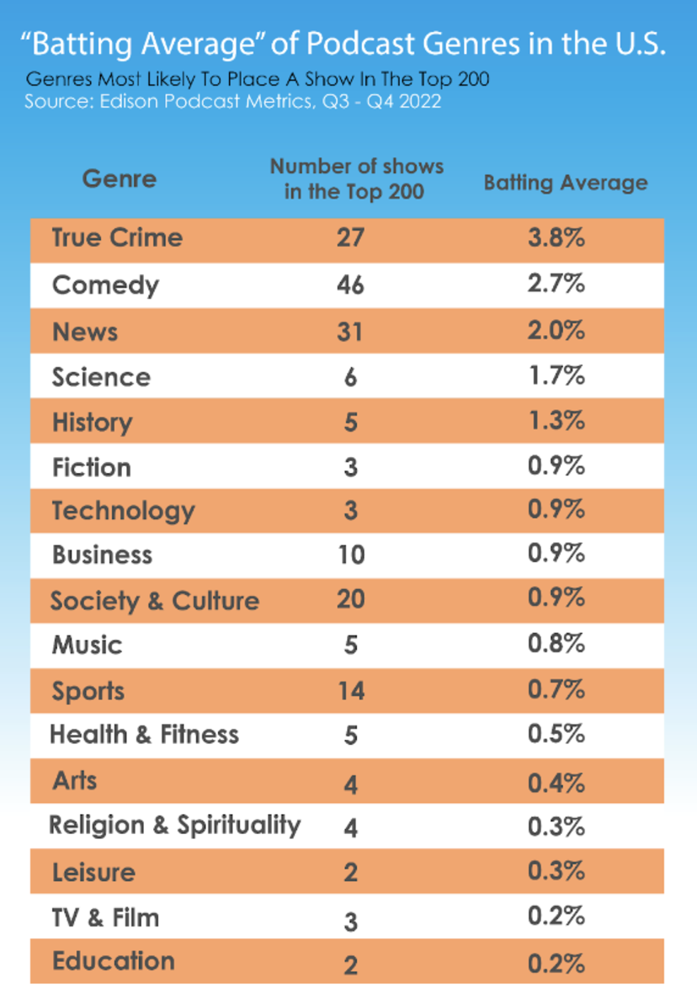 “Batting Average” of Podcast Genres in the U.S.
Genres Most Likely To Place A Show In The Top 200
Source: Edison Podcast Metrics, Q3 - Q4 2022
Genre Number of shows in the Top 200 Batting Average
True Crime 27 3.8%
Comedy 46 2.7%
News 31 2.0%
Science 6 1.7%
History 5 1.3%
Fiction 3 0.9%
Technology 3 0.9%
Business 10 0.9%
Society & Culture 20 0.9%
Music 5 0.8%
Sports 14 0.7%
Health & Fitness 5 0.5%
Arts 4 0.4%
Religion & Spirituality 4 0.3%
Leisure 2 0.3%
TV & Film 3 0.2%
Education 2 0.2%